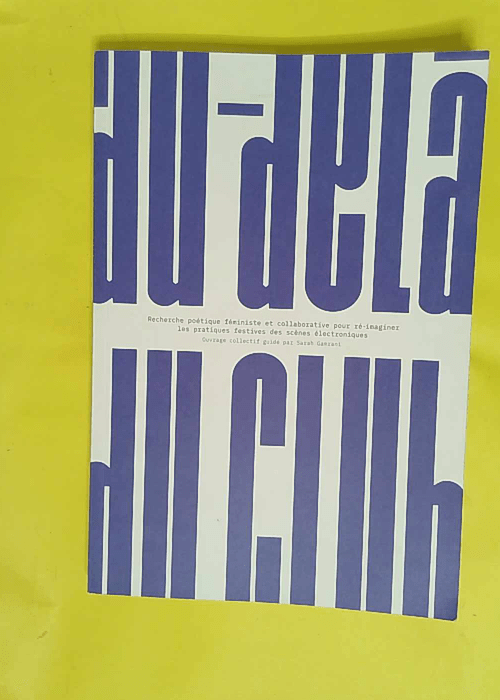 au-delà
Recherche poétique féministe et collaborative pour ré-imaginer
les pratiques festives des scènes électroniques
Ouvrage collectif guidé par Sarah Gamrani
du club